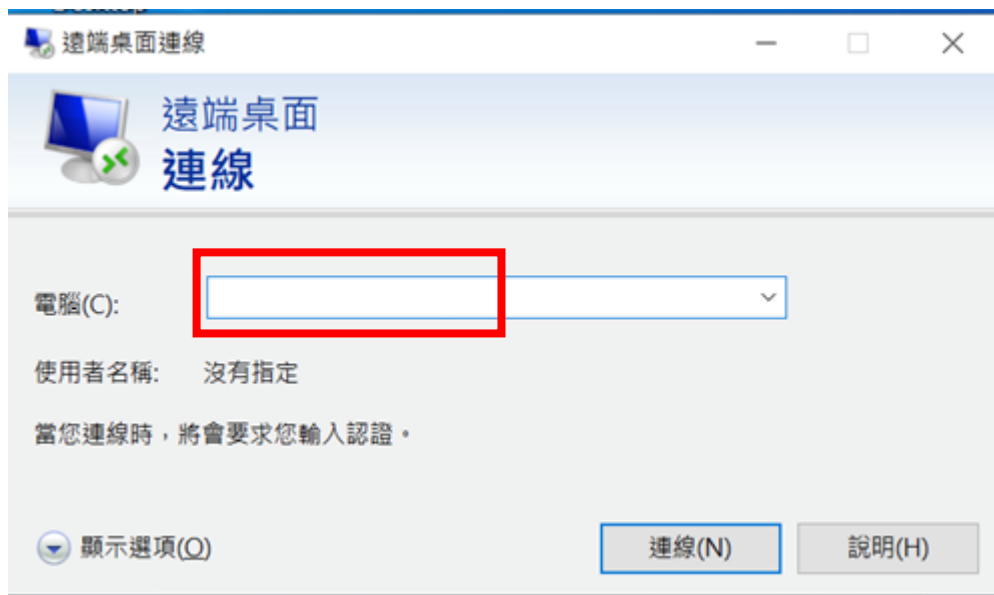 遠端桌面連線
遠端桌面
連線
電腦(C):
使用者名稱: 沒有指定
當您連線時，將會要求您輸入認證。
顯示選項(O)
連線(N) 說明(H)